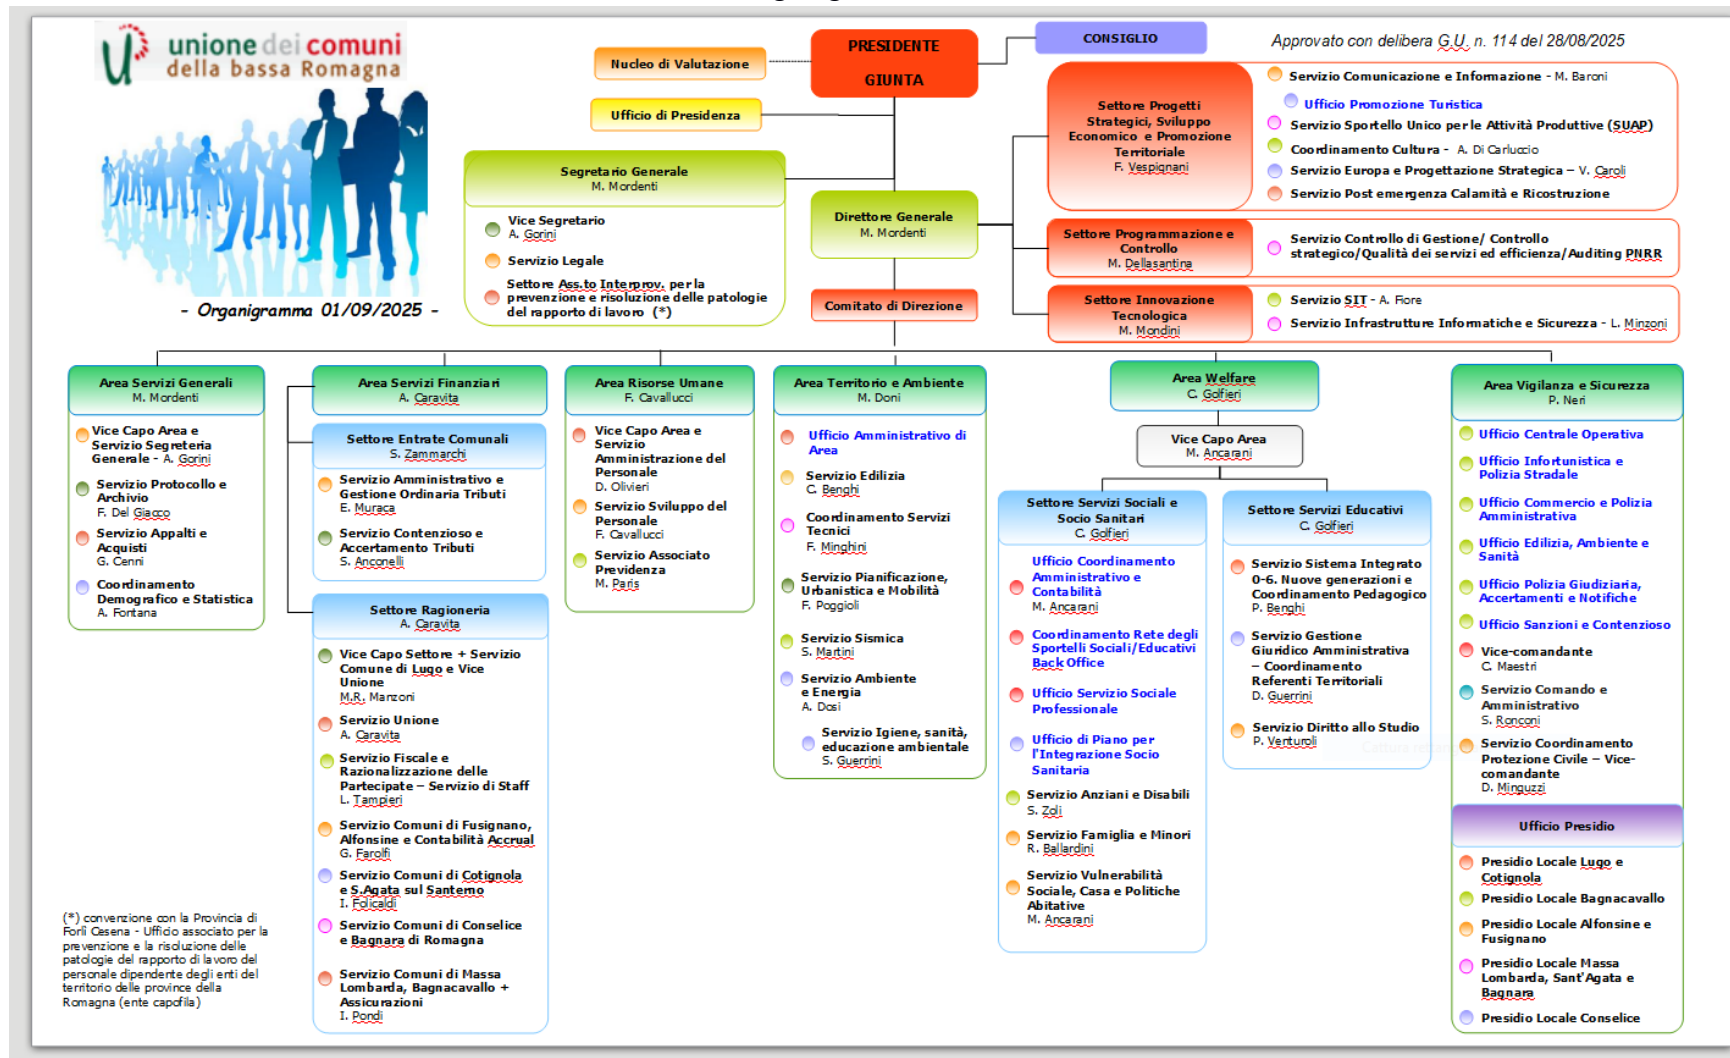 unione dei comuni
della bassa Romagna
- Organigramma 01/09/2025 -
Nucleo di Valutazione
Ufficio di Presidenza
PRESIDENTE
GIUNTA
CONSIGLIO
Approvato con delibera G.U. n. 114 del 28/08/2025
Segretario Generale
M. Mordenti
Vice Segretario
A. Gorini
Servizio Legale
Settore Ass.to Interprov. per la
prevenzione e risoluzione delle patologie
del rapporto di lavoro (*)
Direttore Generale
M. Mordenti
Comitato di Direzione
Settore Progetti
Strategici, Sviluppo
Economico e Promozione
Territoriale
F. Vespignani
Servizio Comunicazione e Informazione - M. Baroni
Ufficio Promozione Turistica
Servizio Sportello Unico per le Attività Produttive (SUAP)
Coordinamento Cultura - A. Di Carluccio
Servizio Europa e Progettazione Strategica – V. Caroli
Servizio Post emergenza Calamità e Ricostruzione
Settore Programmazione e
Controllo
M. Dellasantina
Servizio Controllo di Gestione/ Controllo
strategico/Qualità dei servizi ed efficienza/Auditing PNRR
Settore Innovazione
Tecnologica
M. Mondini
Servizio SIT - A. Fiore
Servizio Infrastrutture Informatiche e Sicurezza - L. Minzoni
Area Servizi Generali
M. Mordenti
Vice Capo Area e
Servizio Segreteria
Generale - A. Gorini
Servizio Protocollo e
Archivio
F. Del Giacco
Servizio Appalti e
Acquisti
G. Cenni
Coordinamento
Demografico e Statistica
A. Fontana
Area Servizi Finanziari
A. Caravita
Settore Entrate Comunali
S. Zammarchi
Servizio Amministrativo e
Gestione Ordinaria Tributi
E. Muraca
Servizio Contenzioso e
Accertamento Tributi
S. Anconelli
Settore Ragioneria
A. Caravita
Vice Capo Settore + Servizio
Comune di Lugo e Vice
Unione
M.R. Manzoni
Servizio Unione
A. Caravita
Servizio Fiscale e
Razionalizzazione delle
Partecipate – Servizio di Staff
L. Tampieri
Servizio Comuni di Fusignano,
Alfonsine e Contabilità Accrual
G. Farolfi
Servizio Comuni di Cotignola
e S.Agata sul Santerno
I. Folicaldi
Servizio Comuni di Conselice
e Bagnara di Romagna
Servizio Comuni di Massa
Lombarda, Bagnacavallo +
Assicurazioni
I. Pondi
Area Risorse Umane
F. Cavallucci
Vice Capo Area e
Servizio
Amministrazione del
Personale
D. Olivieri
Servizio Sviluppo del
Personale
F. Cavallucci
Servizio Associato
Previdenza
M. Paris
Area Territorio e Ambiente
M. Doni
Ufficio Amministrativo di
Area
Servizio Edilizia
C. Benghi
Coordinamento Servizi
Tecnici
F. Minghini
Servizio Pianificazione,
Urbanistica e Mobilità
F. Poggioli
Servizio Sismica
S. Martini
Servizio Ambiente
e Energia
A. Dosi
Servizio Igiene, sanità,
educazione ambientale
S. Guerrini
Area Welfare
C. Golfieri
Vice Capo Area
M. Ancarani
Settore Servizi Sociali e
Socio Sanitari
C. Golfieri
Ufficio Coordinamento
Amministrativo e
Contabilità
M. Ancarani
Coordinamento Rete degli
Sportelli Sociali/Educativi
Back Office
Ufficio Servizio Sociale
Professionale
Ufficio di Piano per
l'Integrazione Socio
Sanitaria
Servizio Anziani e Disabili
S. Zoli
Servizio Famiglia e Minori
R. Ballardini
Servizio Vulnerabilità
Sociale, Casa e Politiche
Abitative
M. Ancarani
Settore Servizi Educativi
C. Golfieri
Servizio Sistema Integrato
0-6. Nuove generazioni e
Coordinamento Pedagogico
P. Benghi
Servizio Gestione
Giuridico Amministrativa
– Coordinamento
Referenti Territoriali
D. Guerrini
Servizio Diritto allo Studio
P. Venturoli
Area Vigilanza e Sicurezza
P. Neri
Ufficio Centrale Operativa
Ufficio Infortunistica e
Polizia Stradale
Ufficio Commercio e Polizia
Amministrativa
Ufficio Edilizia, Ambiente e
Sanità
Ufficio Polizia Giudiziaria,
Accertamenti e Notifiche
Ufficio Sanzioni e Contenzioso
Vice-comandante
C. Maestri
Servizio Comando e
Amministrativo
S. Ronconi
Servizio Coordinamento
Protezione Civile – Vice-
comandante
D. Minguzzi
Ufficio Presidio
Presidio Locale Lugo e
Cotignola
Presidio Locale Bagnacavallo
Presidio Locale Alfonsine e
Fusignano
Presidio Locale Massa
Lombarda, Sant'Agata e
Bagnara
Presidio Locale Conselice
(*) convenzione con la Provincia di
Forlì Cesena - Ufficio associato per la
prevenzione e la risoluzione delle
patologie del rapporto di lavoro del
personale dipendente degli enti del
territorio delle province della
Romagna (ente capofila)